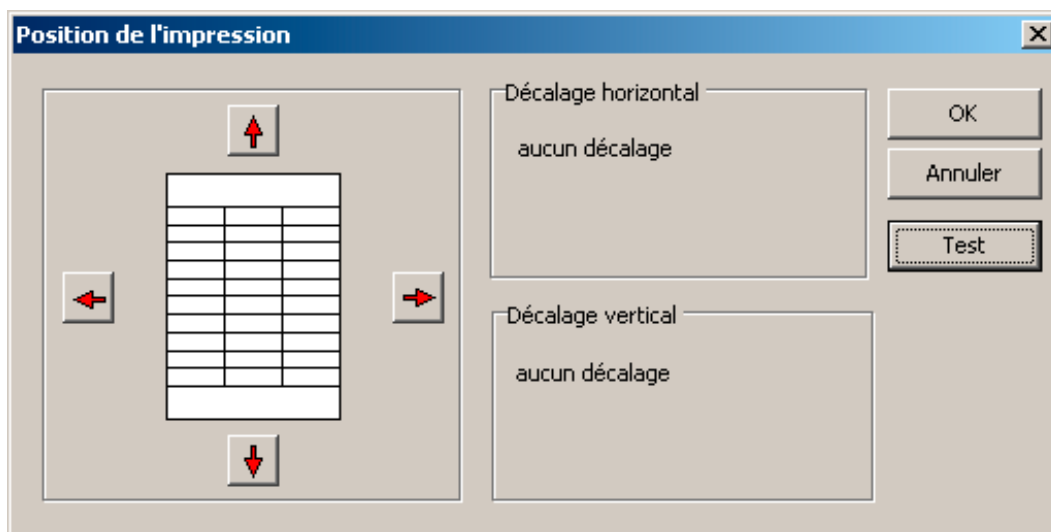 Position de l'impression
Décalage horizontal
aucun décalage
OK
Annuler
Test
Décalage vertical
aucun décalage